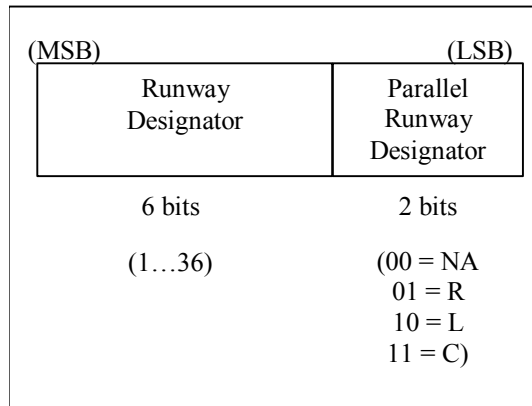 (MSB) (LSB)
Runway Designator
Parallel Runway Designator
6 bits 2 bits
(1…36)
(00 = NA
01 = R
10 = L
11 = C)